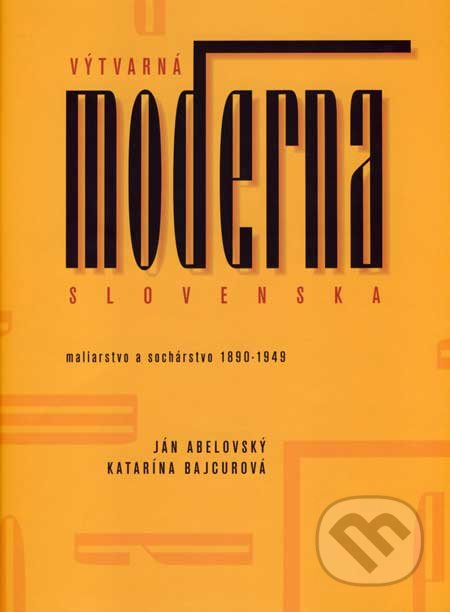 VÝTVARNÁ
moderna
SLOVENSKA
maliarstvo a sochárstvo 1890-1949
JÁN ABELOVSKÝ
KATARÍNA BAJCUROVÁ